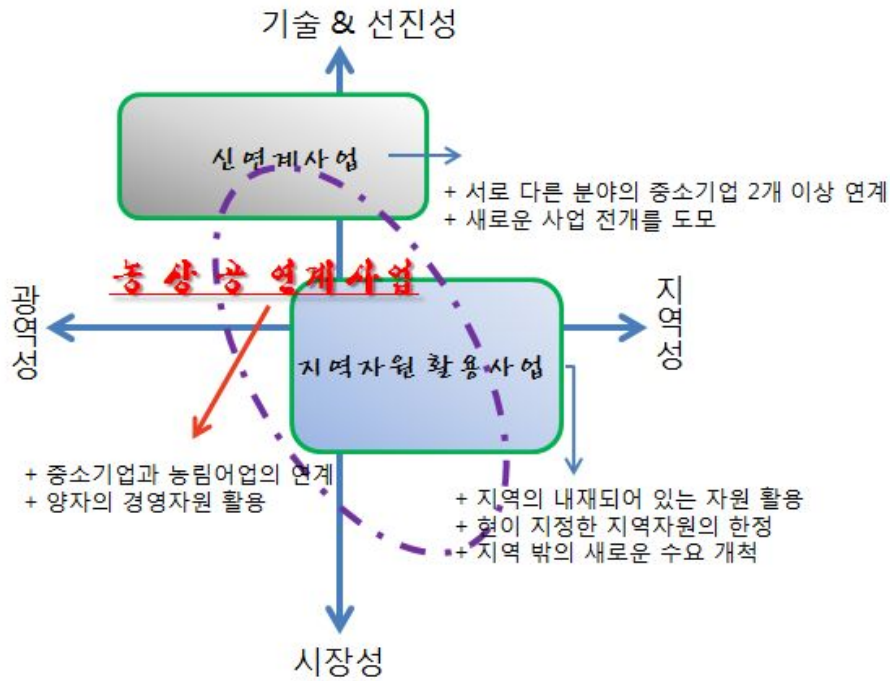 기술 & 선진성
신연계사업
+ 서로 다른 분야의 중소기업 2개 이상 연계
+ 새로운 사업 전개를 도모
농상공 연계사업
광역성
지역성
지역자원 활용사업
+ 중소기업과 농림어업의 연계
+ 양자의 경영자원 활용
+ 지역의 내재되어 있는 자원 활용
+ 현이 지정한 지역자원의 한정
+ 지역 밖의 새로운 수요 개척
시장성